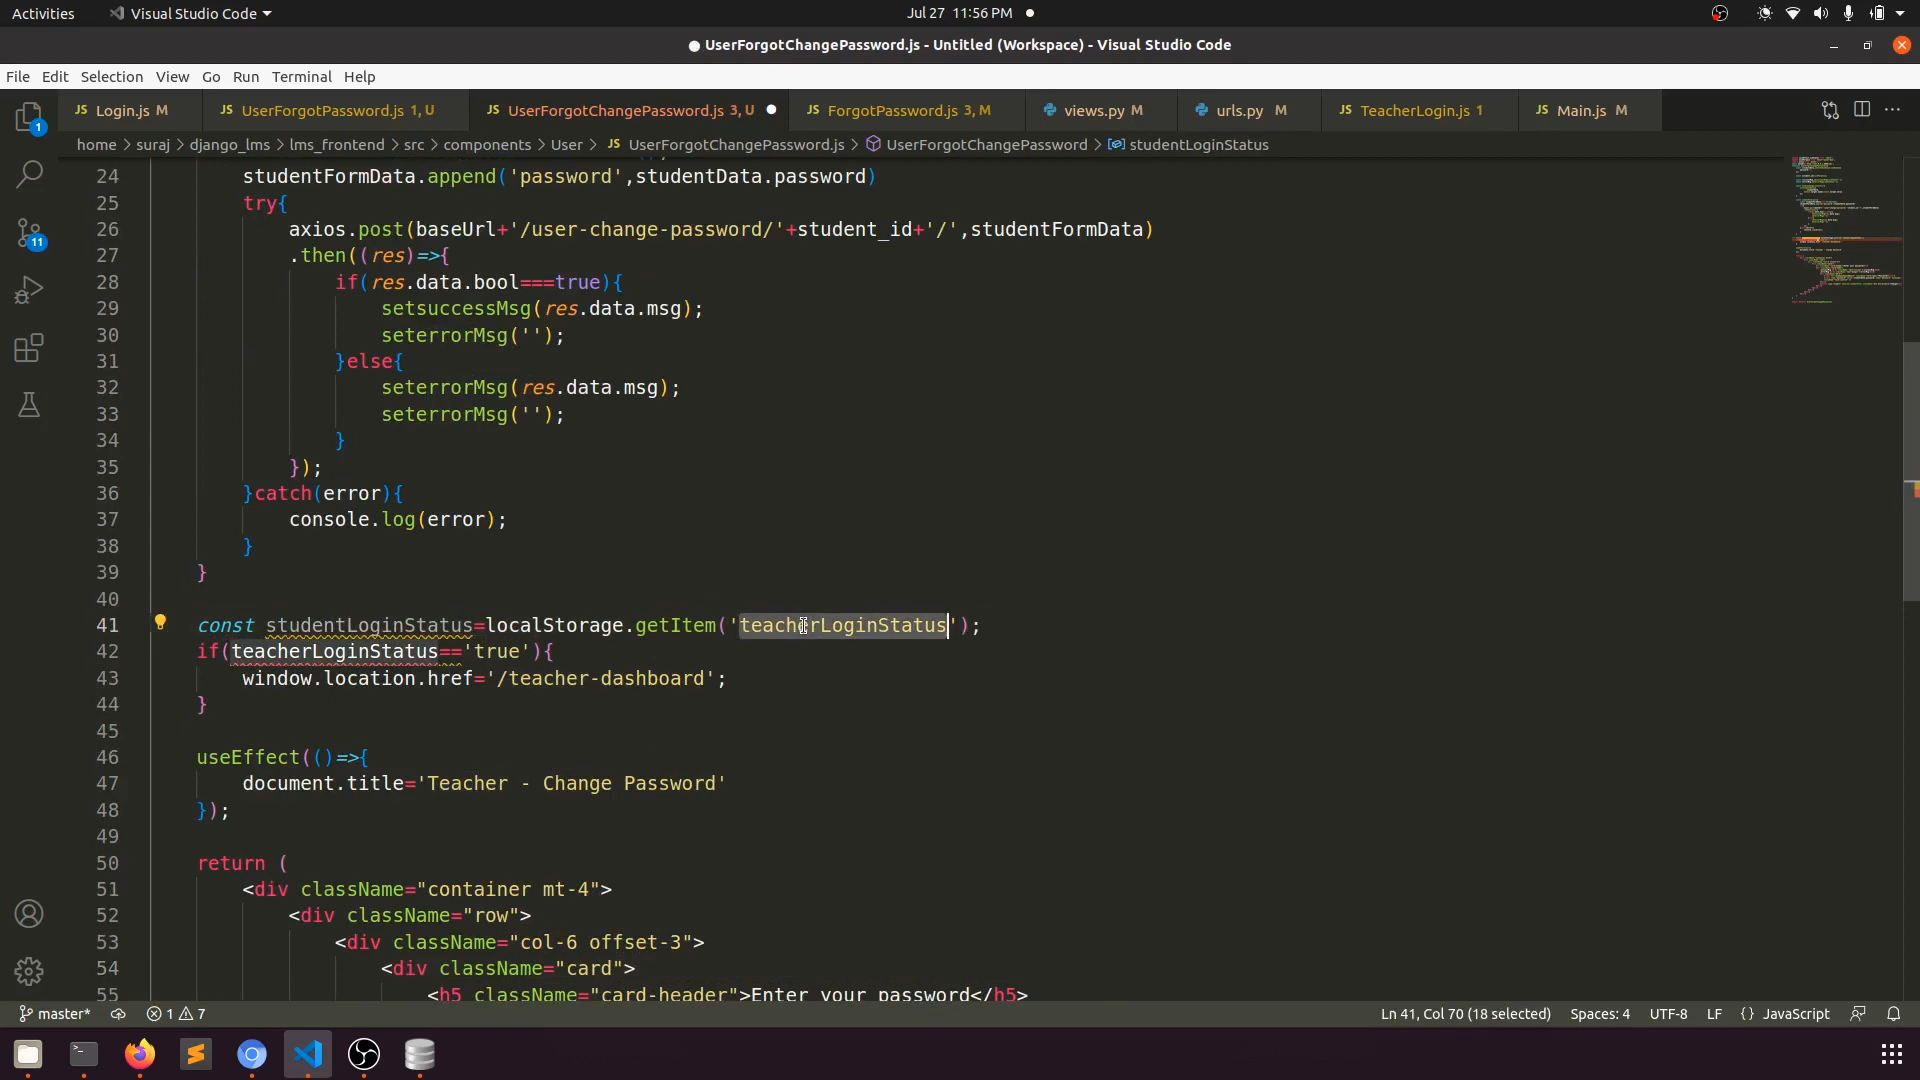 Activities
Visual Studio Code
Jul 27 11:56 PM
UserForgotChangePassword.js - Untitled (Workspace) - Visual Studio Code
File Edit Selection View Go Run Terminal Help
JS Login.js M
JS UserForgotPassword.js 1, U
JS UserForgotChangePassword.js 3, U
JS ForgotPassword.js 3, M
views.py M
urls.py M
JS TeacherLogin.js 1
JS Main.js M
home > suraj > django_lms > lms_frontend > src > components > User > JS UserForgotChangePassword.js > UserForgotChangePassword > studentLoginStatus
1
11
24 studentFormData.append('password',studentData.password)
25 try{
26 axios.post(baseUrl+'/user-change-password/'+student_id+'/',studentFormData)
27 .then((res)=>{
28 if(res.data.bool===true){
29 setsuccessMsg(res.data.msg);
30 seterrorMsg('');
31 }else{
32 seterrorMsg(res.data.msg);
33 seterrorMsg('');
34 }
35 });
36 }catch(error){
37 console.log(error);
38 }
39 }
40
41 const studentLoginStatus=localStorage.getItem('teacherLoginStatus');
42 if(teacherLoginStatus=='true'){
43 window.location.href='/teacher-dashboard';
44 }
45
46 useEffect(()=>{
47 document.title='Teacher - Change Password'
48 });
49
50 return (
51 <div className="container mt-4">
52 <div className="row">
53 <div className="col-6 offset-3">
54 <div className="card">
55 <h5 className="card-header">Enter your password</h5>
master* 1 7 Ln 41, Col 70 (18 selected) Spaces: 4 UTF-8 LF {} JavaScript